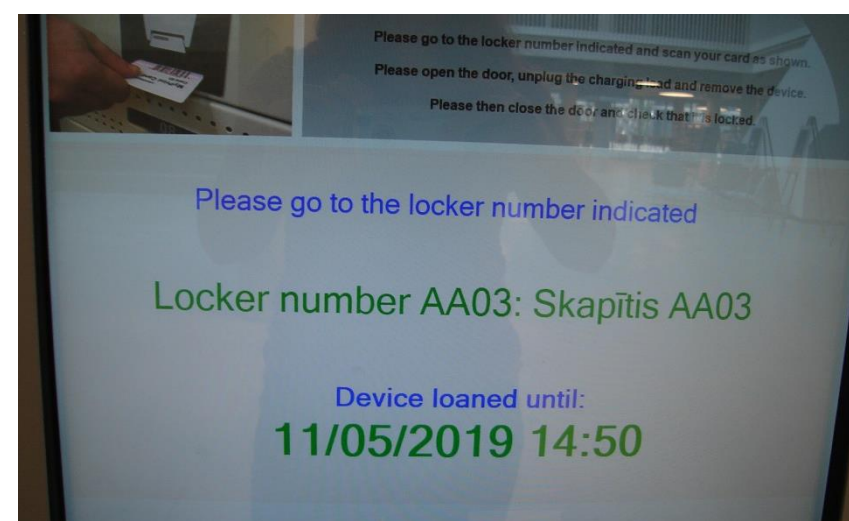 Please go to the locker number indicated and scan your card as shown.
Please open the door, unplug the charging lead and remove the device.
Please then close the door and check that it is locked.
Please go to the locker number indicated
Locker number AA03: Skapītis AA03
Device loaned until:
11/05/2019 14:50